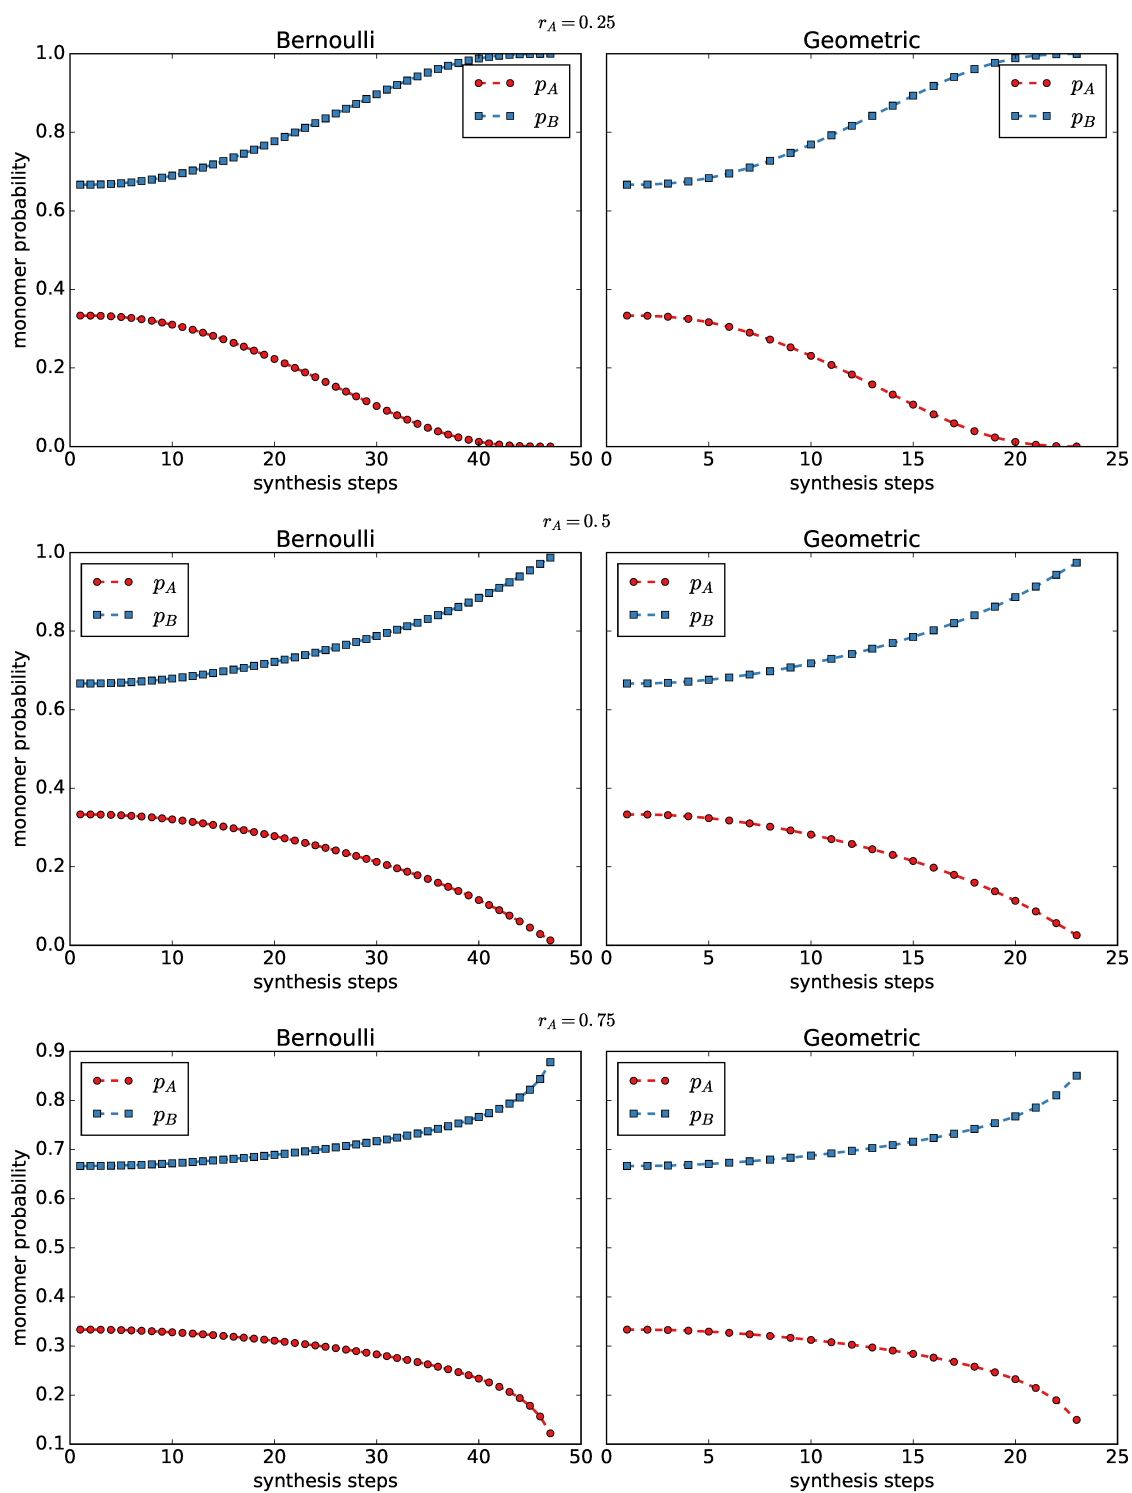 r_A = 0.25
Bernoulli
Geometric
1.0
0.8
0.6
0.4
0.2
0.0
monomer probability
p_A
p_B
p_A
p_B
0 10 20 30 40 50
0 5 10 15 20 25
synthesis steps
synthesis steps
r_A = 0.5
Bernoulli
Geometric
1.0
0.8
0.6
0.4
0.2
0.0
monomer probability
p_A
p_B
p_A
p_B
0 10 20 30 40 50
0 5 10 15 20 25
synthesis steps
synthesis steps
r_A = 0.75
Bernoulli
Geometric
0.9
0.8
0.7
0.6
0.5
0.4
0.3
0.2
0.1
monomer probability
p_A
p_B
p_A
p_B
0 10 20 30 40 50
0 5 10 15 20 25
synthesis steps
synthesis steps